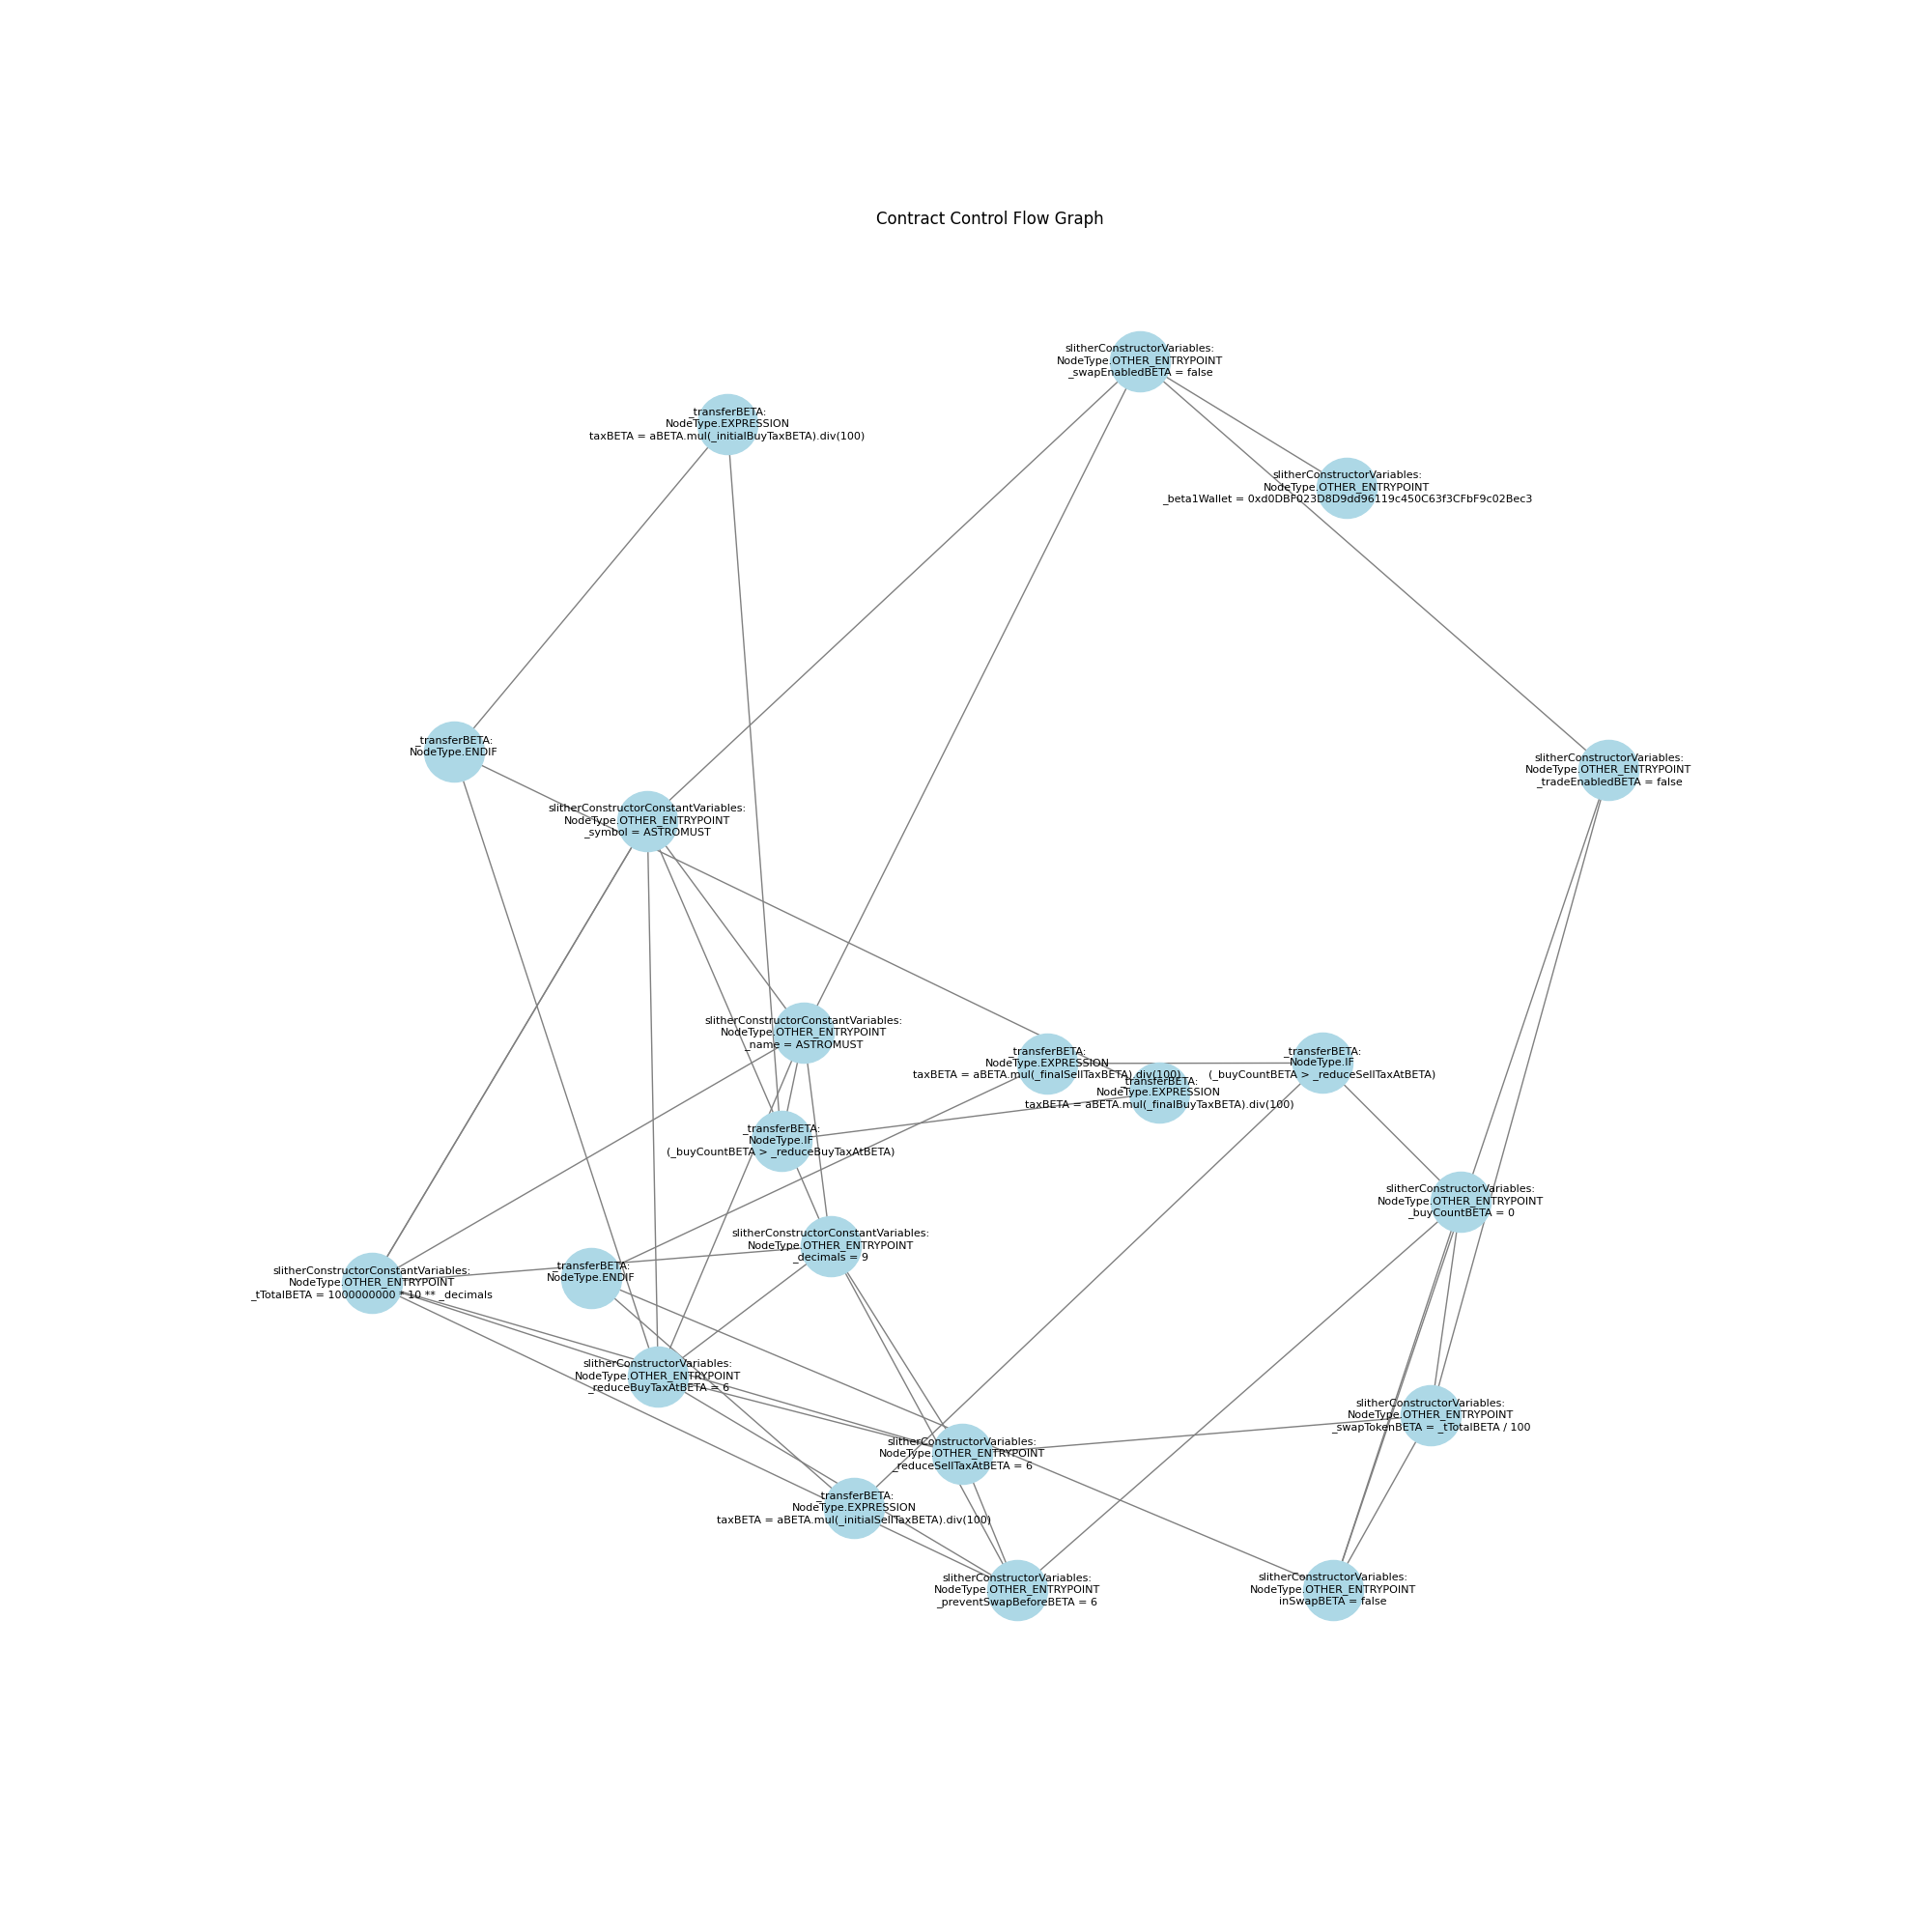 Contract Control Flow Graph
slitherConstructorVariables:
NodeType.OTHER_ENTRYPOINT
_swapEnabledBETA = false
_transferBETA:
NodeType.EXPRESSION
taxBETA = aBETA.mul(_initialBuyTaxBETA).div(100)
slitherConstructorVariables:
NodeType.OTHER_ENTRYPOINT
_beta1Wallet = 0xd0DBF023D8D9dd96119c450C63f3CFbF9c02Bec3
_transferBETA:
NodeType.ENDIF
slitherConstructorVariables:
NodeType.OTHER_ENTRYPOINT
_tradeEnabledBETA = false
slitherConstructorConstantVariables:
NodeType.OTHER_ENTRYPOINT
_symbol = ASTROMUST
slitherConstructorConstantVariables:
NodeType.OTHER_ENTRYPOINT
_name = ASTROMUST
_transferBETA:
NodeType.EXPRESSION
taxBETA = aBETA.mul(_finalSellTaxBETA).div(100)
_transferBETA:
NodeType.IF
(_buyCountBETA > _reduceSellTaxAtBETA)
_transferBETA:
NodeType.EXPRESSION
taxBETA = aBETA.mul(_finalBuyTaxBETA).div(100)
_transferBETA:
NodeType.IF
(_buyCountBETA > _reduceBuyTaxAtBETA)
slitherConstructorVariables:
NodeType.OTHER_ENTRYPOINT
_buyCountBETA = 0
slitherConstructorConstantVariables:
NodeType.OTHER_ENTRYPOINT
_decimals = 9
_transferBETA:
NodeType.ENDIF
slitherConstructorConstantVariables:
NodeType.OTHER_ENTRYPOINT
_tTotalBETA = 1000000000 * 10 ** _decimals
slitherConstructorVariables:
NodeType.OTHER_ENTRYPOINT
_reduceBuyTaxAtBETA = 6
slitherConstructorVariables:
NodeType.OTHER_ENTRYPOINT
_swapTokenBETA = _tTotalBETA / 100
slitherConstructorVariables:
NodeType.OTHER_ENTRYPOINT
_reduceSellTaxAtBETA = 6
_transferBETA:
NodeType.EXPRESSION
taxBETA = aBETA.mul(_initialSellTaxBETA).div(100)
slitherConstructorVariables:
NodeType.OTHER_ENTRYPOINT
_preventSwapBeforeBETA = 6
slitherConstructorVariables:
NodeType.OTHER_ENTRYPOINT
inSwapBETA = false